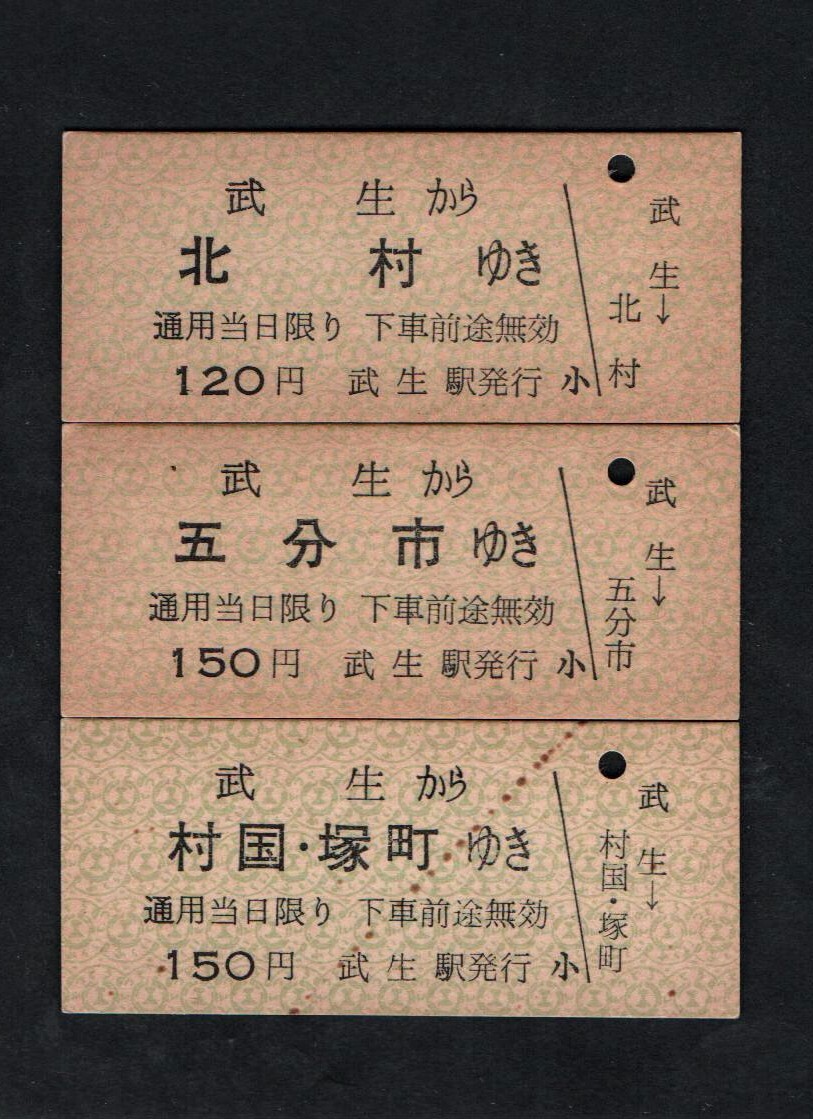 武生から
北村ゆき
通用当日限り 下車前途無効
120円 武生駅発行 小
武生→
北村
武生から
五分市ゆき
通用当日限り 下車前途無効
150円 武生駅発行 小
武生→
五分市
武生から
村国・塚町ゆき
通用当日限り 下車前途無効
150円 武生駅発行 小
武生→
村国・塚町